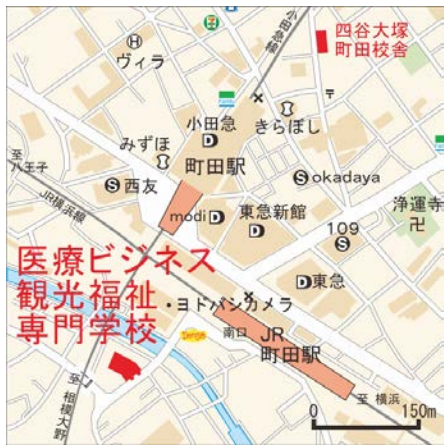 小田急線
四谷大塚
町田校舎
ヴィラ
小田急
きらぼし
みずほ
町田駅
至
八王子
西友
okadaya
JR横浜線
modi
東急新館
浄運寺
109
医療ビジネス
観光福祉
専門学校
東急
・ヨドバシカメラ
南口
JR
町田駅
至
相模大野
至 横浜
0 150m